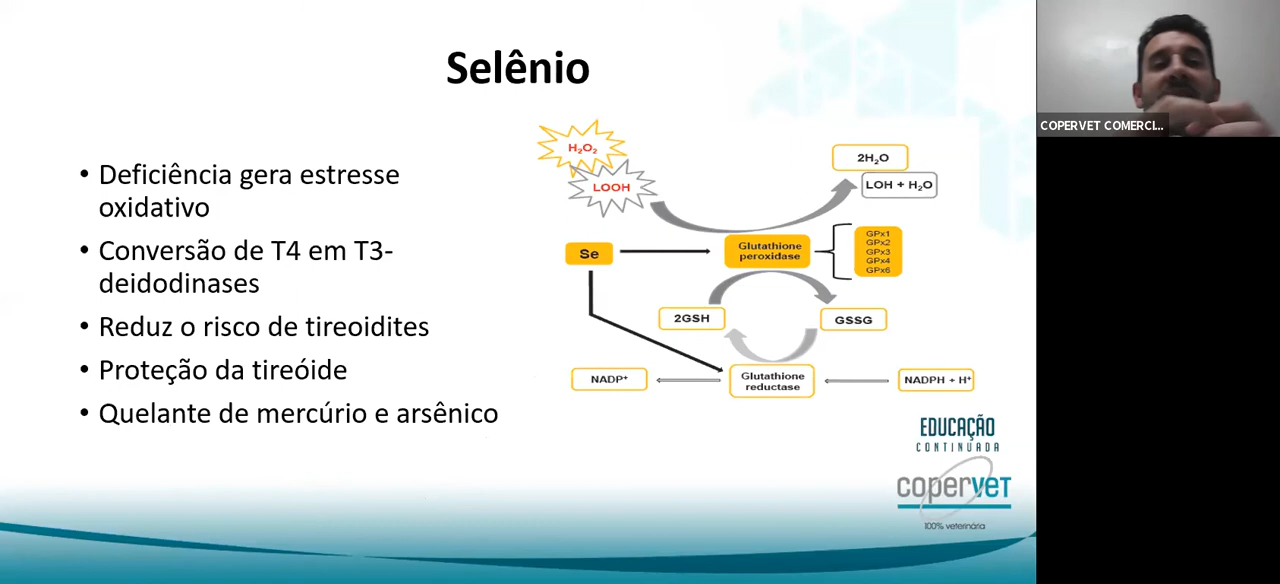 Selênio
• Deficiência gera estresse
oxidativo
• Conversão de T4 em T3-
deidodinases
• Reduz o risco de tireoidites
• Proteção da tireóide
• Quelante de mercúrio e arsênico
H₂O₂
LOOH
2H₂O
LOH + H₂O
Se
Glutathione
peroxidase
GPx1
GPx2
GPx3
GPx4
GPx6
2GSH
GSSG
NADP⁺
Glutathione
reductase
NADPH + H⁺
EDUCAÇÃO
CONTINUADA
copervet
100% veterinária
COPERVET COMERCI...